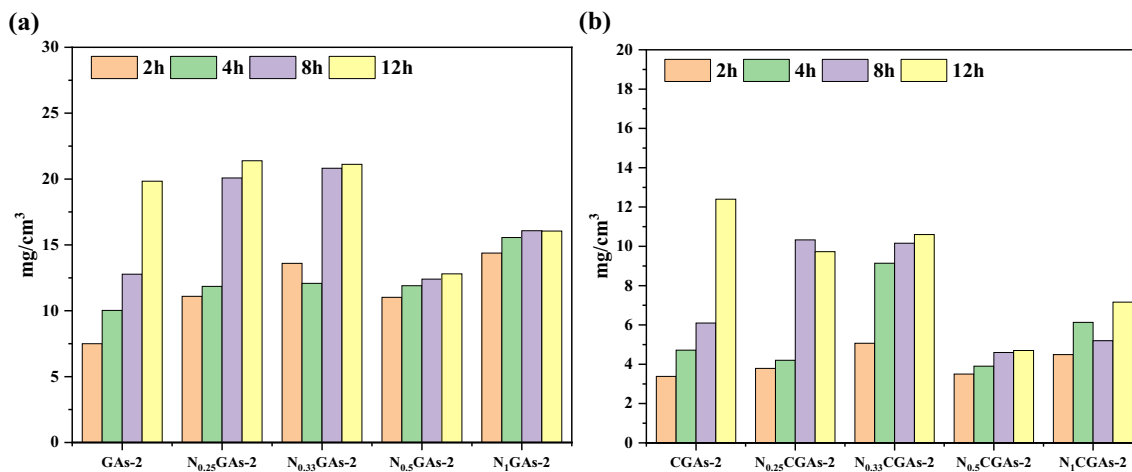 (a)
30
25
20
15
10
5
0
mg/cm³
2h 4h 8h 12h
GAs-2 N₀.₂₅GAs-2 N₀.₃₃GAs-2 N₀.₅GAs-2 N₁GAs-2
(b)
20
18
16
14
12
10
8
6
4
2
0
mg/cm³
2h 4h 8h 12h
CGAs-2 N₀.₂₅CGAs-2 N₀.₃₃CGAs-2 N₀.₅CGAs-2 N₁CGAs-2